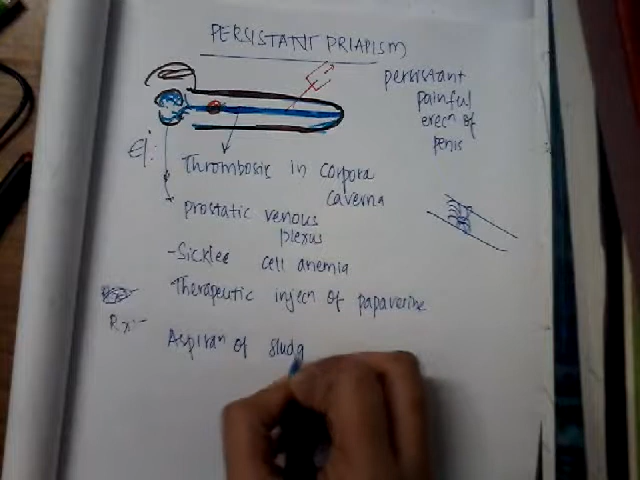 PERSISTANT PRIAPISM
persistant
painful
erecn of
penis
Ej:
Thrombosis in corpora
caverna
prostatic venous
plexus
- Sicklee cell anemia
Therapeutic injecn of papaverine
Rx:-
Aspiran of sludg